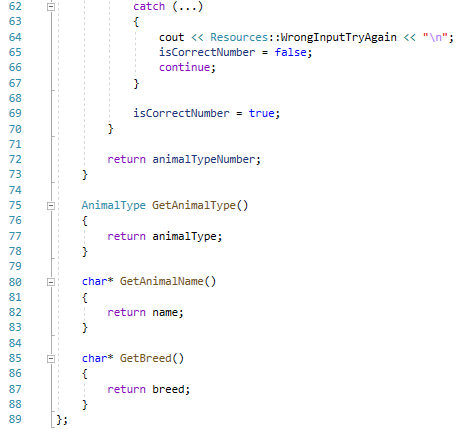 62 catch (...)
63 {
64 cout << Resources::WrongInputTryAgain << "\n";
65 isCorrectNumber = false;
66 continue;
67 }
68
69 isCorrectNumber = true;
70 }
71
72 return animalTypeNumber;
73 }
74
75 AnimalType GetAnimalType()
76 {
77 return animalType;
78 }
79
80 char* GetAnimalName()
81 {
82 return name;
83 }
84
85 char* GetBreed()
86 {
87 return breed;
88 }
89 };